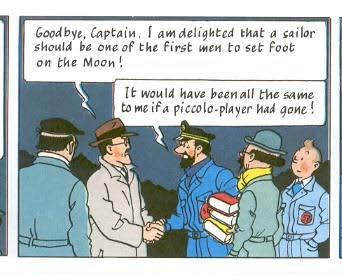 Goodbye, Captain. I am delighted that a sailor
should be one of the first men to set foot
on the Moon!
It would have been all the same
to me if a piccolo-player had gone!